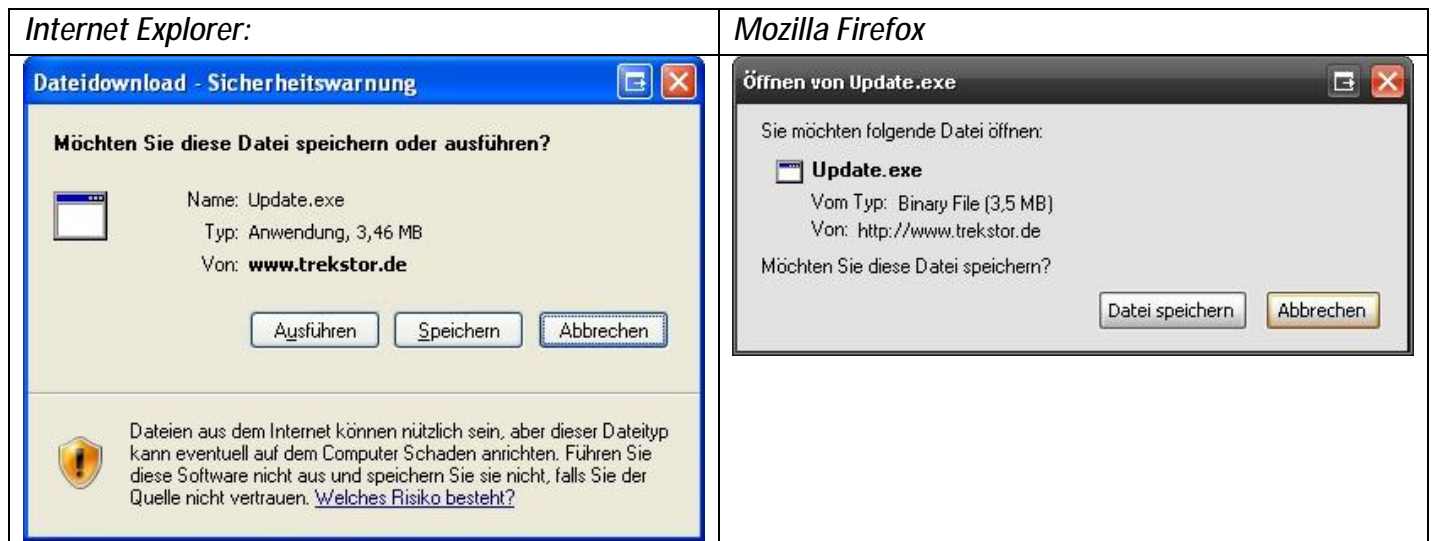 Internet Explorer:
Dateidownload - Sicherheitswarnung
Möchten Sie diese Datei speichern oder ausführen?
Name: Update.exe
Typ: Anwendung, 3,46 MB
Von: www.trekstor.de
Ausführen Speichern Abbrechen
Dateien aus dem Internet können nützlich sein, aber dieser Dateityp
kann eventuell auf dem Computer Schaden anrichten. Führen Sie
diese Software nicht aus und speichern Sie sie nicht, falls Sie der
Quelle nicht vertrauen. Welches Risiko besteht?
Mozilla Firefox
Öffnen von Update.exe
Sie möchten folgende Datei öffnen:
Update.exe
Vom Typ: Binary File (3,5 MB)
Von: http://www.trekstor.de
Möchten Sie diese Datei speichern?
Datei speichern Abbrechen